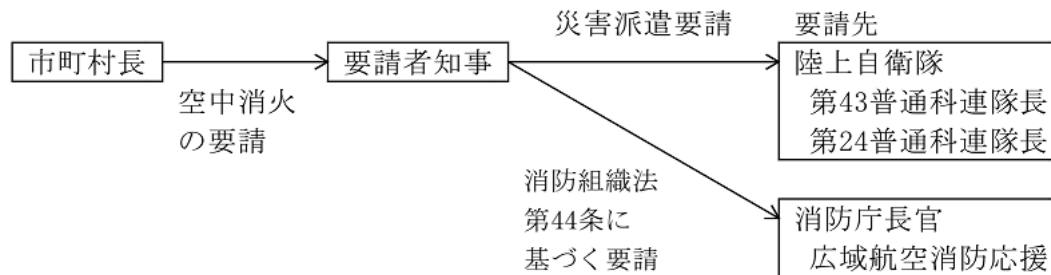 災害派遣要請
要請先
市町村長
要請者知事
陸上自衛隊
第43普通科連隊長
第24普通科連隊長
空中消火
の要請
消防組織法
第44条に
基づく要請
消防庁長官
広域航空消防応援